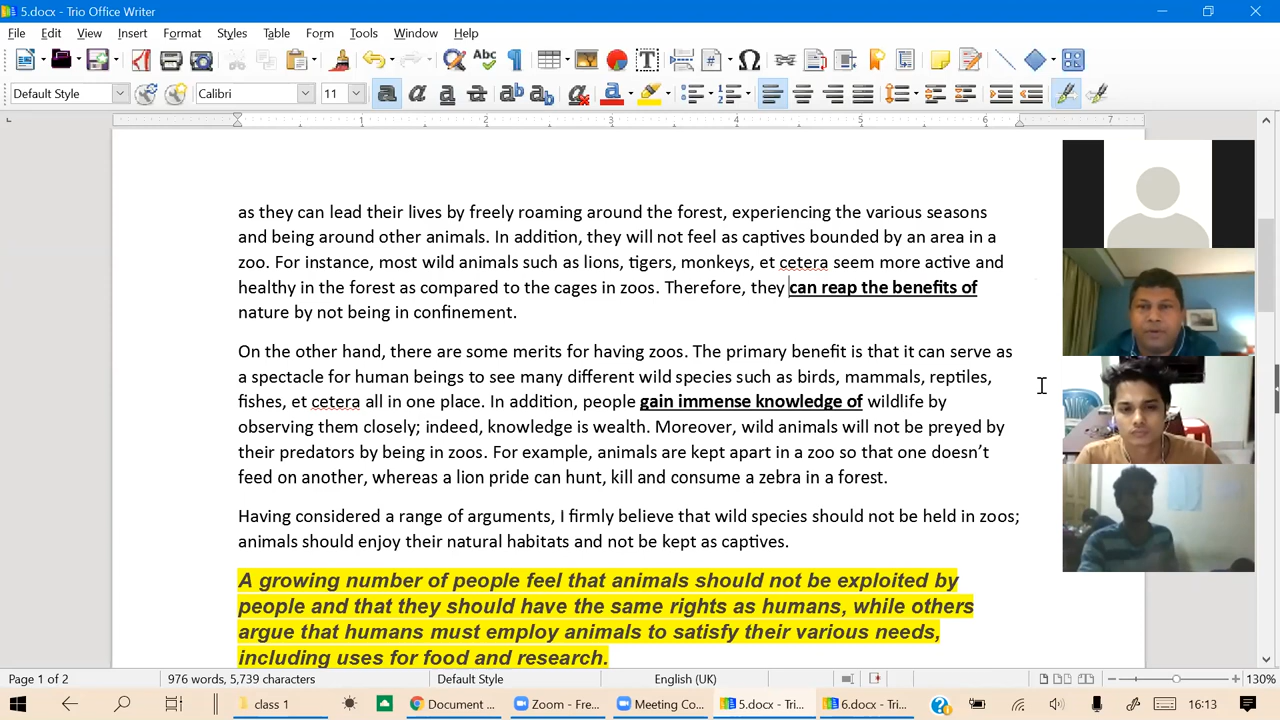 5.docx - Trio Office Writer
File Edit View Insert Format Styles Table Form Tools Window Help
Default Style Calibri 11
1 2 3 4 5 6 7
as they can lead their lives by freely roaming around the forest, experiencing the various seasons
and being around other animals. In addition, they will not feel as captives bounded by an area in a
zoo. For instance, most wild animals such as lions, tigers, monkeys, et cetera seem more active and
healthy in the forest as compared to the cages in zoos. Therefore, they can reap the benefits of
nature by not being in confinement.
On the other hand, there are some merits for having zoos. The primary benefit is that it can serve as
a spectacle for human beings to see many different wild species such as birds, mammals, reptiles,
fishes, et cetera all in one place. In addition, people gain immense knowledge of wildlife by
observing them closely; indeed, knowledge is wealth. Moreover, wild animals will not be preyed by
their predators by being in zoos. For example, animals are kept apart in a zoo so that one doesn’t
feed on another, whereas a lion pride can hunt, kill and consume a zebra in a forest.
Having considered a range of arguments, I firmly believe that wild species should not be held in zoos;
animals should enjoy their natural habitats and not be kept as captives.
A growing number of people feel that animals should not be exploited by
people and that they should have the same rights as humans, while others
argue that humans must employ animals to satisfy their various needs,
including uses for food and research.
Page 1 of 2 976 words, 5,739 characters Default Style English (UK) 130%
class 1 Document ... Zoom - Fre... Meeting Co... 5.docx - Tri... 6.docx - Tri... 16:13